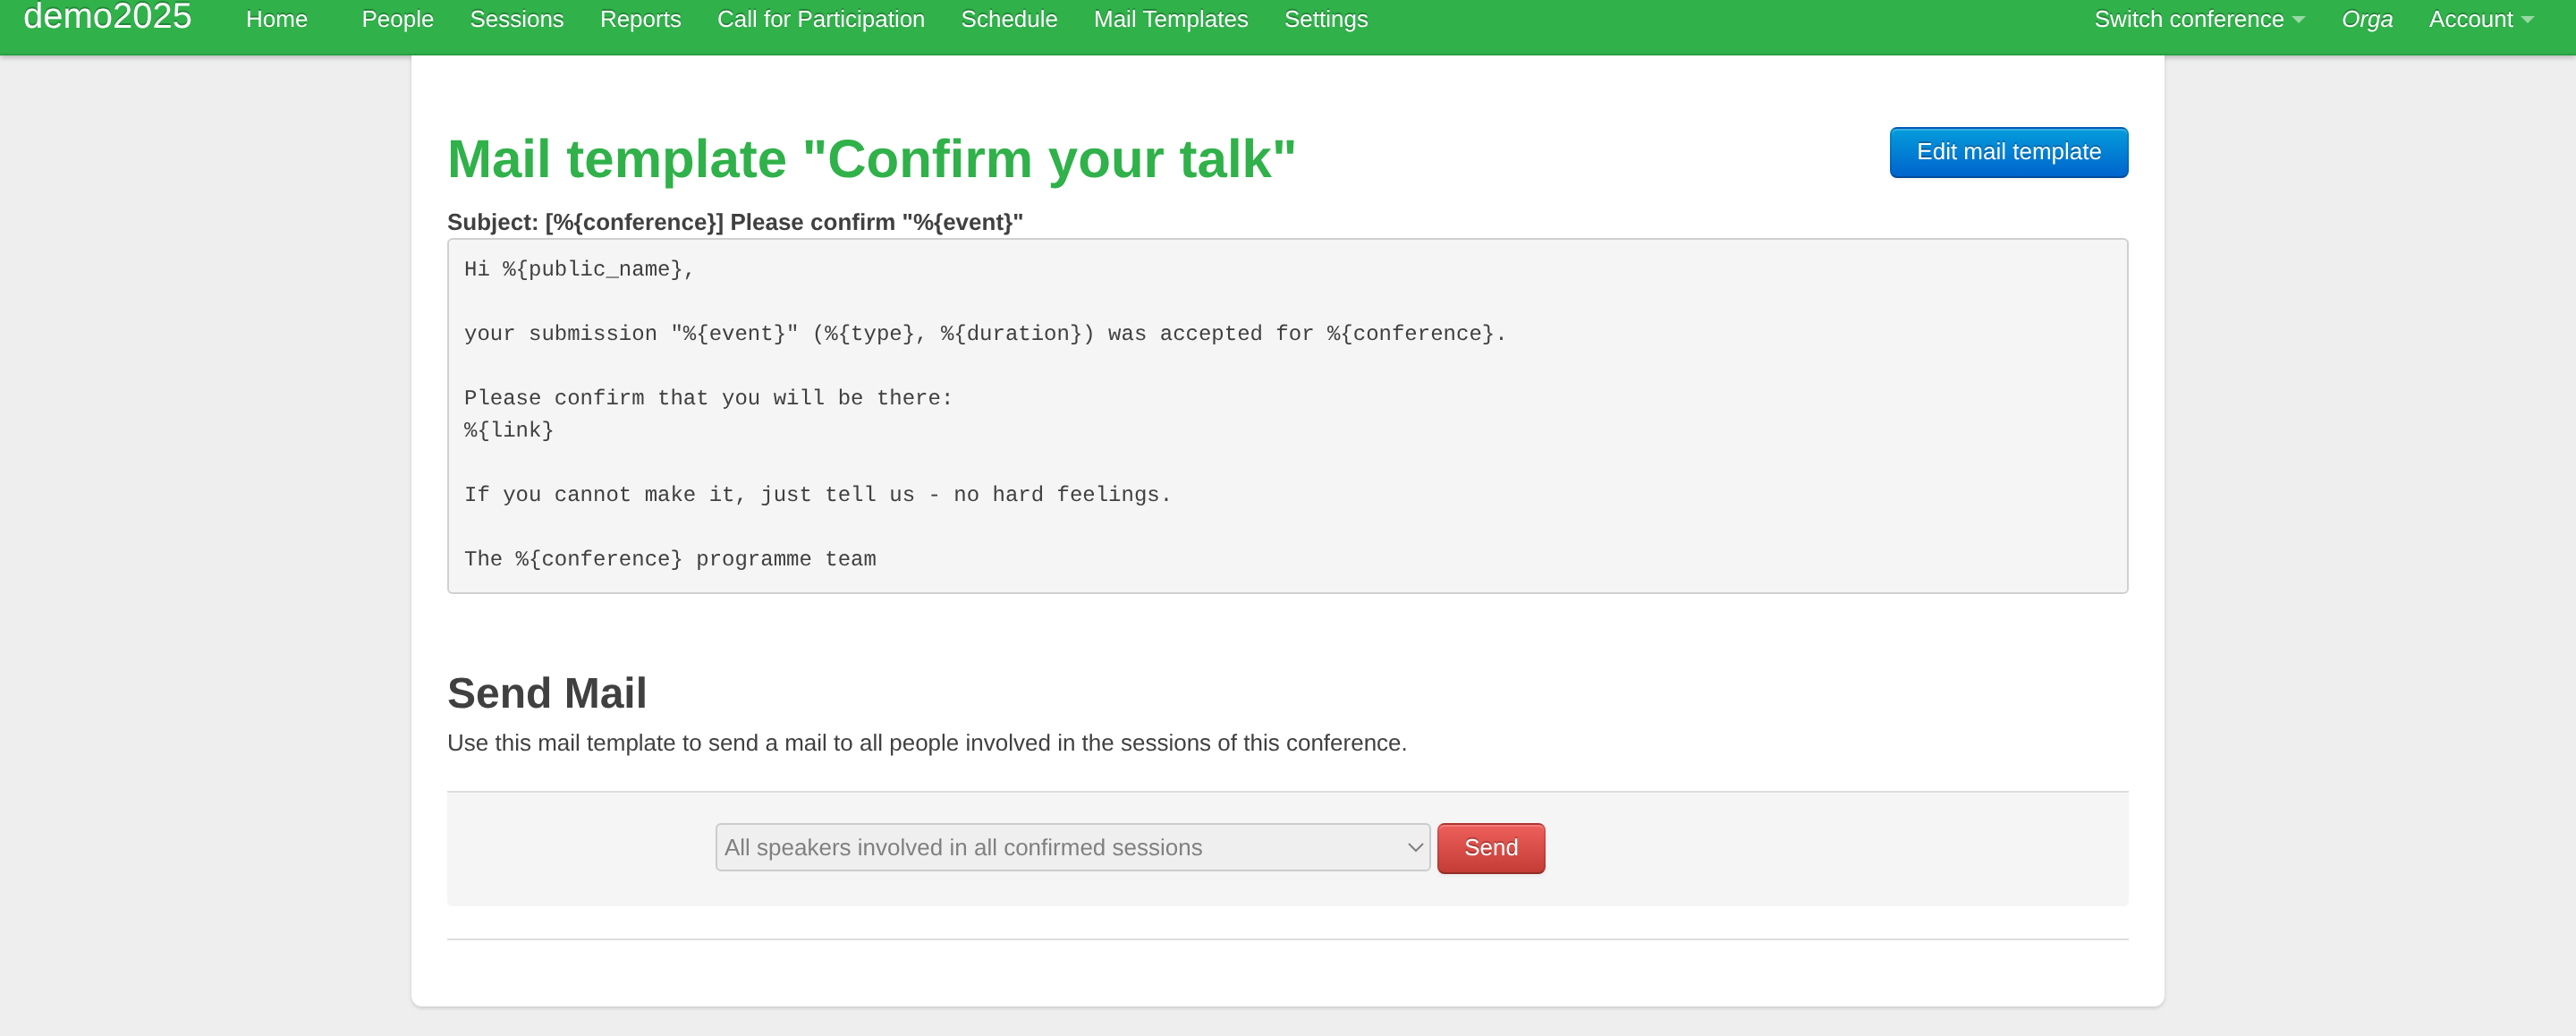 demo2025 Home People Sessions Reports Call for Participation Schedule Mail Templates Settings Switch conference Orga Account
Mail template "Confirm your talk"
Edit mail template
Subject: [%{conference}] Please confirm "%{event}"
Hi %{public_name},
your submission "%{event}" (%{type}, %{duration}) was accepted for %{conference}.
Please confirm that you will be there:
%{link}
If you cannot make it, just tell us - no hard feelings.
The %{conference} programme team
Send Mail
Use this mail template to send a mail to all people involved in the sessions of this conference.
All speakers involved in all confirmed sessions Send